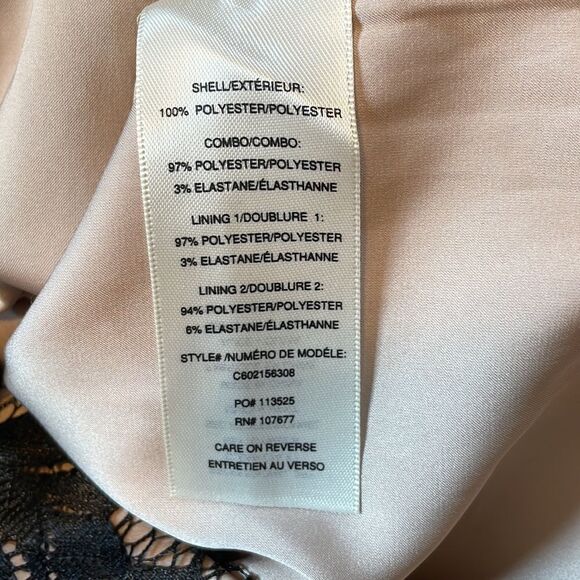 SHELL/EXTÉRIEUR:
100% POLYESTER/POLYESTER
COMBO/COMBO:
97% POLYESTER/POLYESTER
3% ELASTANE/ÉLASTHANNE
LINING 1/DOUBLURE 1:
97% POLYESTER/POLYESTER
3% ELASTANE/ÉLASTHANNE
LINING 2/DOUBLURE 2:
94% POLYESTER/POLYESTER
6% ELASTANE/ÉLASTHANNE
STYLE# /NUMÉRO DE MODÉLE:
C602156308
PO# 113525
RN# 107677
CARE ON REVERSE
ENTRETIEN AU VERSO